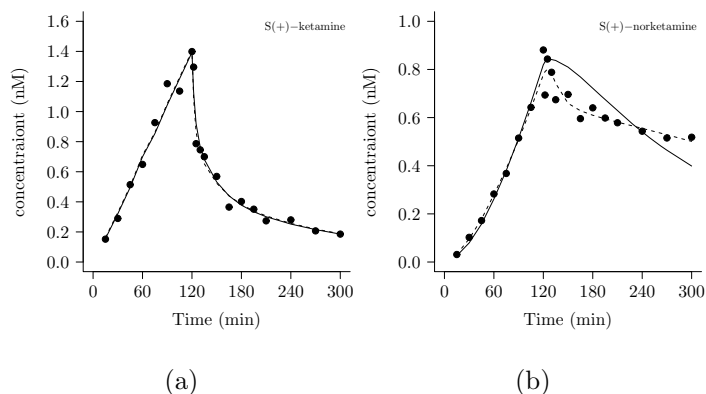 S(+)−ketamine
concentraiont (nM)
1.6
1.4
1.2
1.0
0.8
0.6
0.4
0.2
0.0
0 60 120 180 240 300
Time (min)
(a)
S(+)−norketamine
concentraiont (nM)
1.0
0.8
0.6
0.4
0.2
0.0
0 60 120 180 240 300
Time (min)
(b)